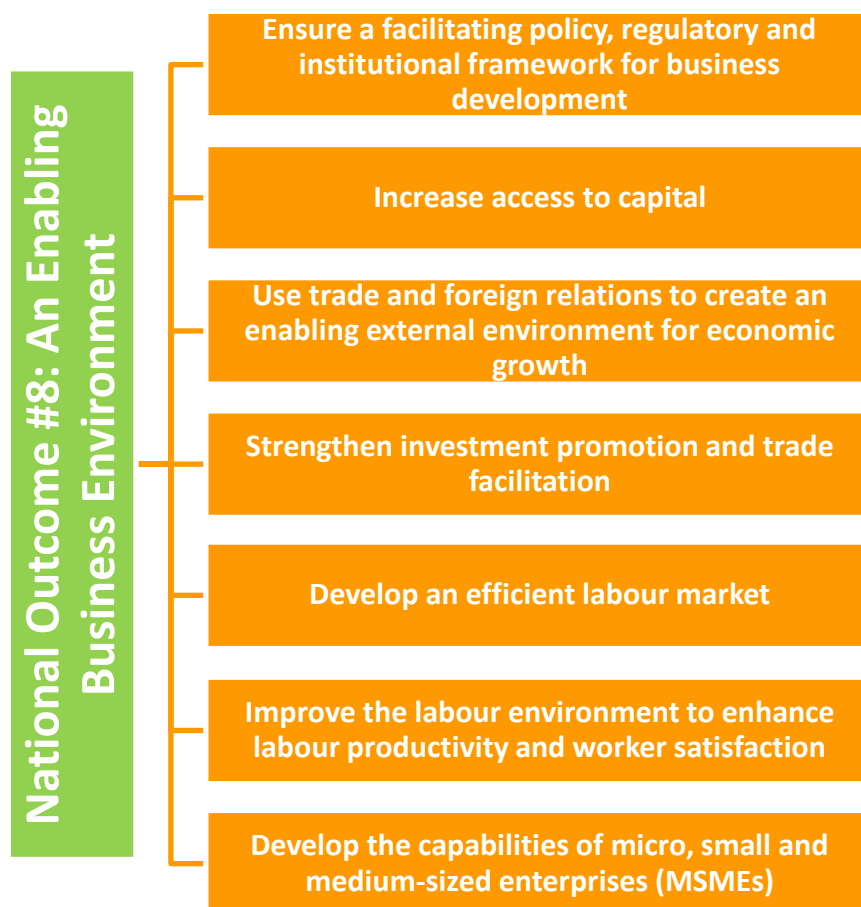 National Outcome #8: An Enabling
Business Environment
Ensure a facilitating policy, regulatory and
institutional framework for business
development
Increase access to capital
Use trade and foreign relations to create an
enabling external environment for economic
growth
Strengthen investment promotion and trade
facilitation
Develop an efficient labour market
Improve the labour environment to enhance
labour productivity and worker satisfaction
Develop the capabilities of micro, small and
medium-sized enterprises (MSMEs)